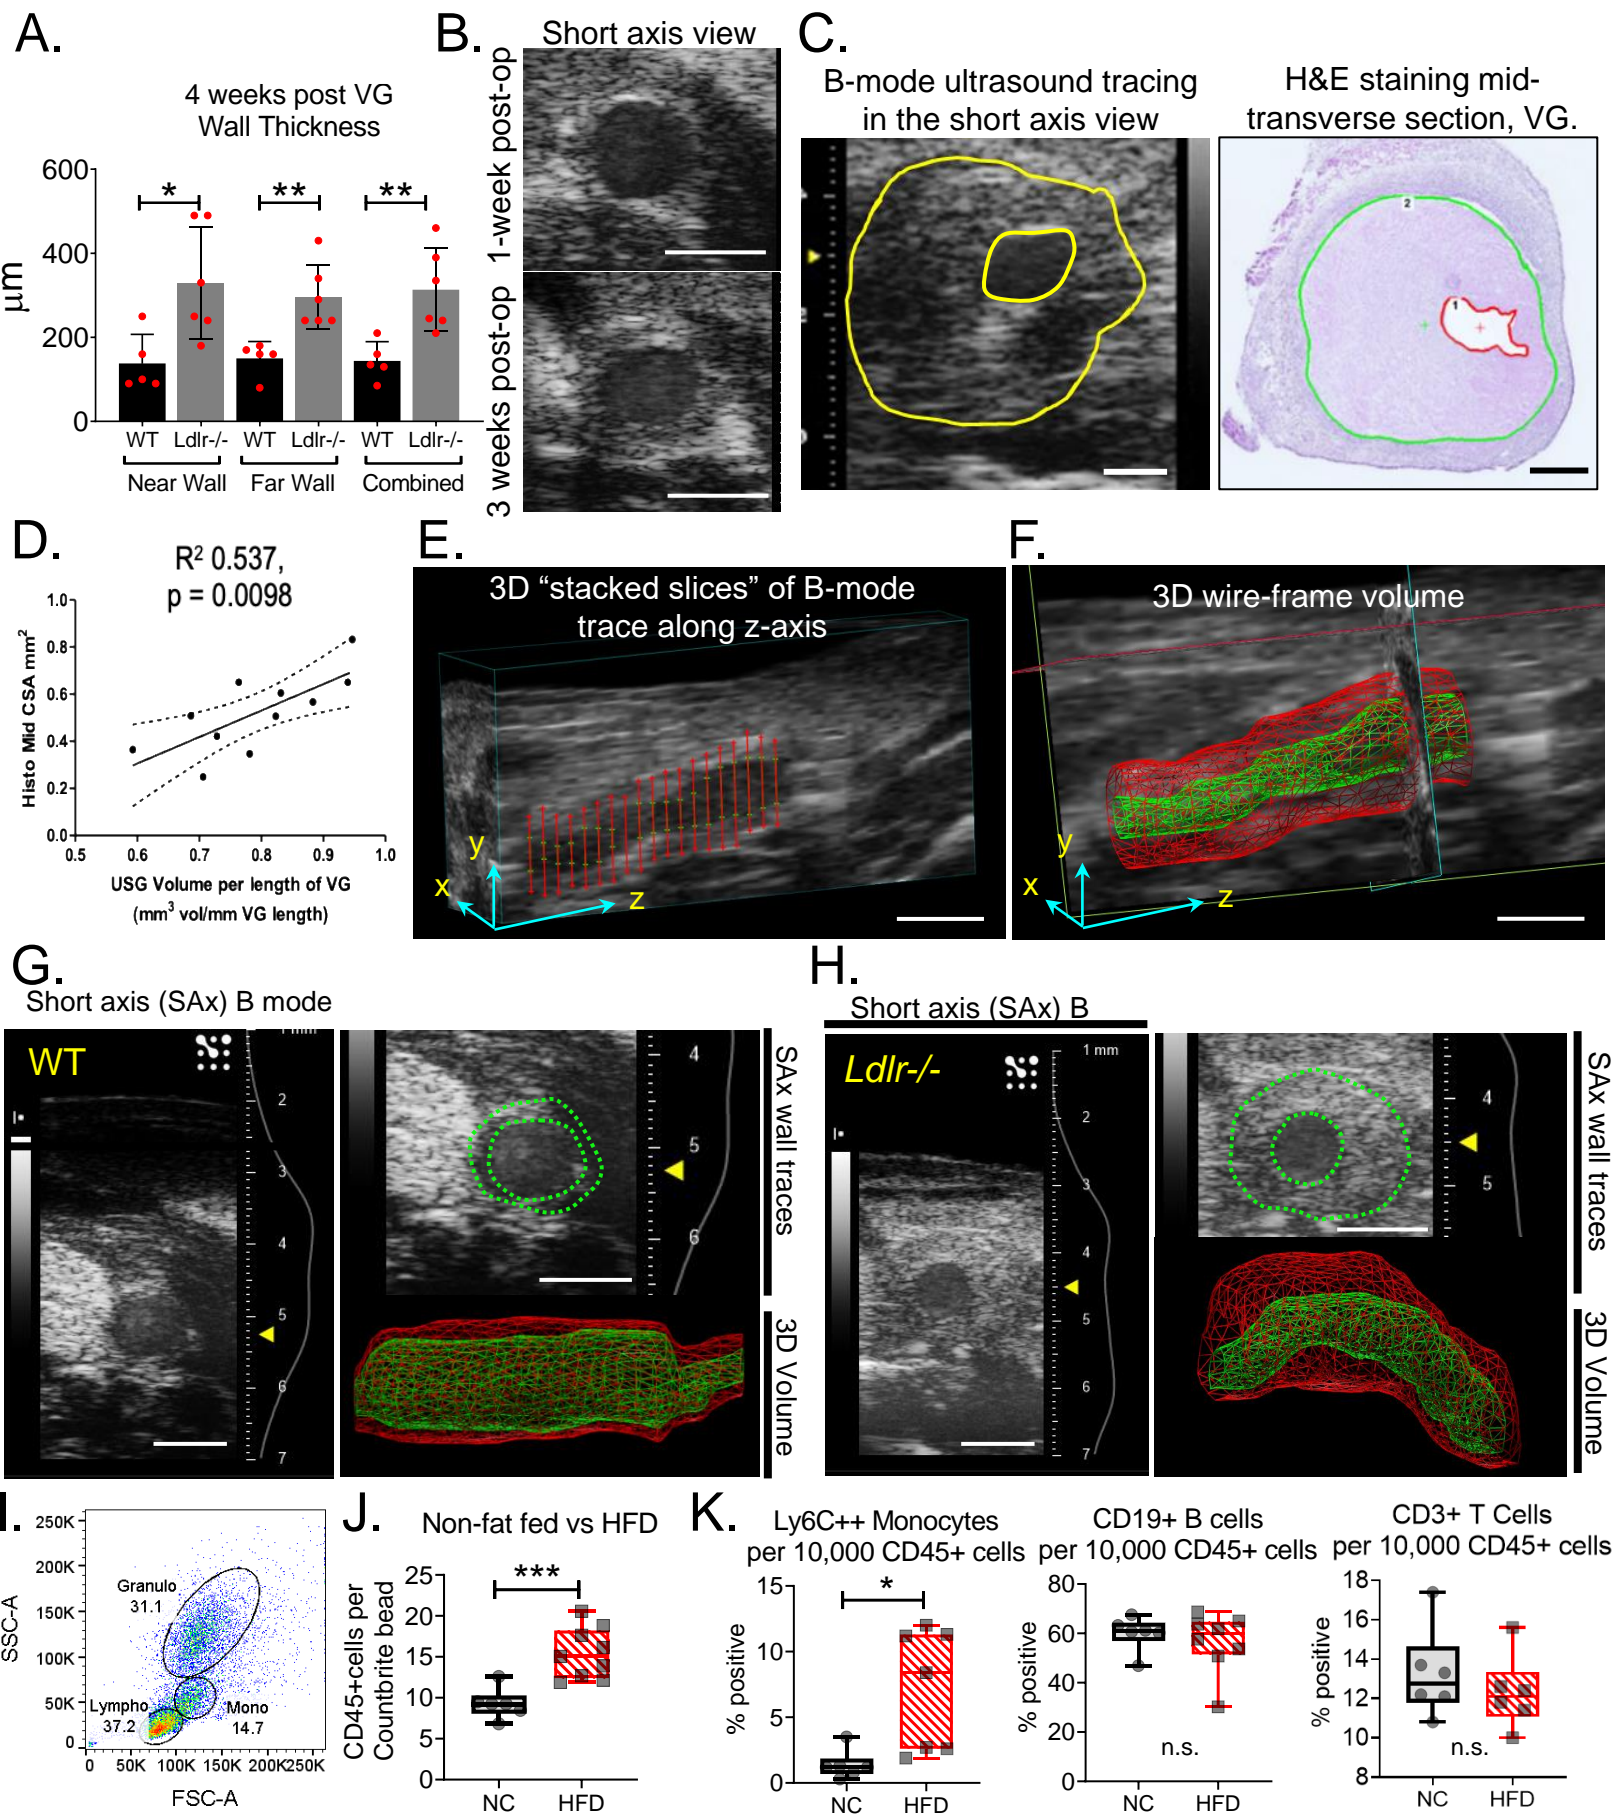 A.
4 weeks post VG
Wall Thickness
600
400
200
0
μm
*
**
**
WT
Ldlr-/-
WT
Ldlr-/-
WT
Ldlr-/-
Near Wall
Far Wall
Combined
B.
Short axis view
1-week post-op
3 weeks post-op
C.
B-mode ultrasound tracing
in the short axis view
H&E staining mid-
transverse section, VG.
2
1
D.
R² 0.537,
p = 0.0098
1.0
0.8
0.6
0.4
0.2
0.0
Histo Mid CSA mm²
0.5
0.6
0.7
0.8
0.9
1.0
USG Volume per length of VG
(mm³ vol/mm VG length)
E.
3D “stacked slices” of B-mode
trace along z-axis
y
x
z
F.
3D wire-frame volume
y
x
z
G.
Short axis (SAx) B mode
WT
2
3
4
5
6
7
4
5
6
SAx wall traces
3D Volume
H.
Short axis (SAx) B
Ldlr-/-
1 mm
2
3
4
5
6
7
4
5
SAx wall traces
3D Volume
I.
250K
200K
150K
100K
50K
0
SSC-A
Granulo
31.1
Lympho
37.2
Mono
14.7
0
50K
100K
150K
200K
250K
FSC-A
J.
Non-fat fed vs HFD
***
25
20
15
10
5
0
CD45+cells per
Countbrite bead
NC
HFD
K.
Ly6C++ Monocytes
per 10,000 CD45+ cells
*
15
10
5
0
% positive
NC
HFD
CD19+ B cells
per 10,000 CD45+ cells
80
60
40
20
0
% positive
n.s.
NC
HFD
CD3+ T Cells
per 10,000 CD45+ cells
18
16
14
12
10
8
% positive
n.s.
NC
HFD